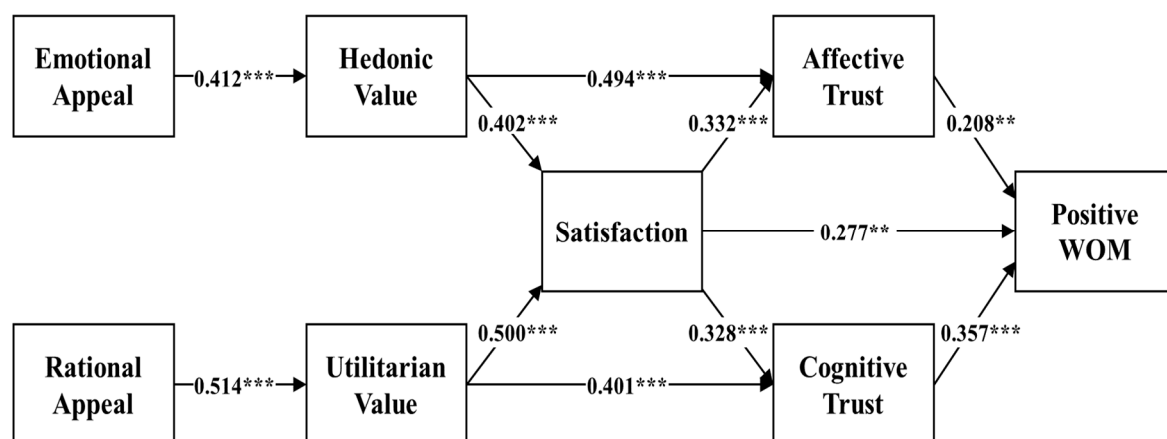 Emotional
Appeal
0.412***
Hedonic
Value
0.494***
Affective
Trust
0.402***
0.332***
0.208**
Satisfaction
0.277**
Positive
WOM
0.500***
0.328***
0.357***
Rational
Appeal
0.514***
Utilitarian
Value
0.401***
Cognitive
Trust